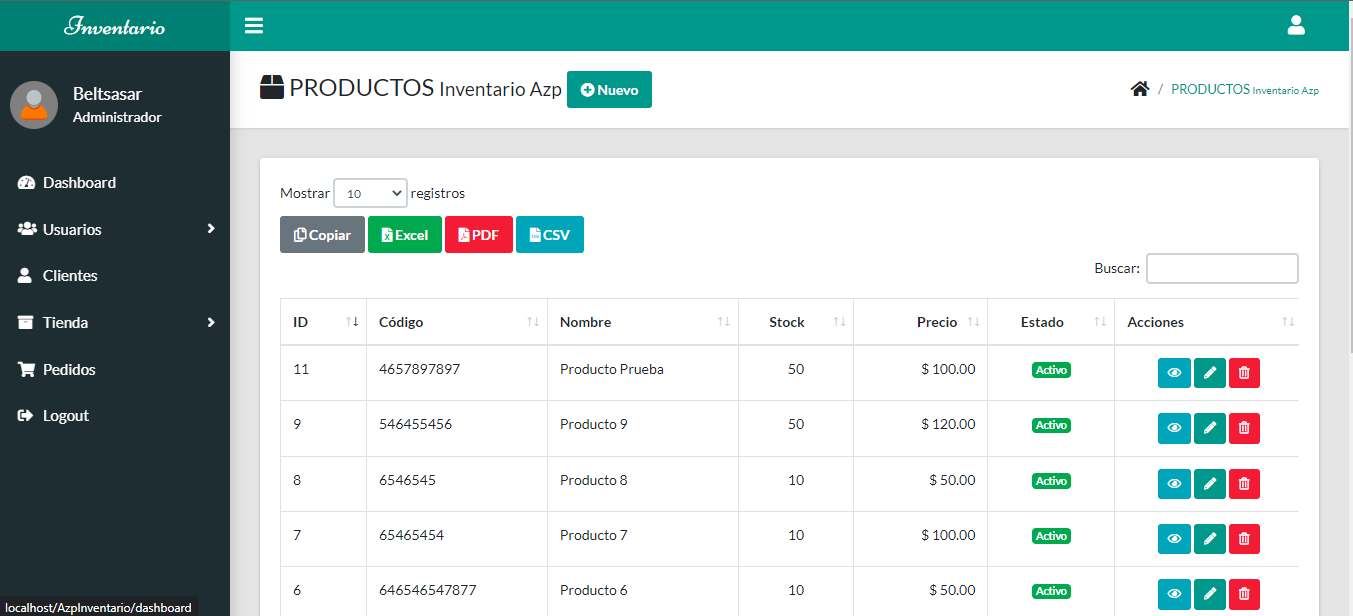 Inventario
Beltsasar
Administrador
Dashboard
Usuarios
Clientes
Tienda
Pedidos
Logout
PRODUCTOS Inventario Azp Nuevo
/ PRODUCTOS Inventario Azp
Mostrar 10 registros
Copiar Excel PDF CSV
Buscar:
ID Código Nombre Stock Precio Estado Acciones
11 4657897897 Producto Prueba 50 $ 100.00 Activo
9 546455456 Producto 9 50 $ 120.00 Activo
8 6546545 Producto 8 10 $ 50.00 Activo
7 65465454 Producto 7 10 $ 100.00 Activo
6 646546547877 Producto 6 10 $ 50.00 Activo
localhost/AzpInventario/dashboard